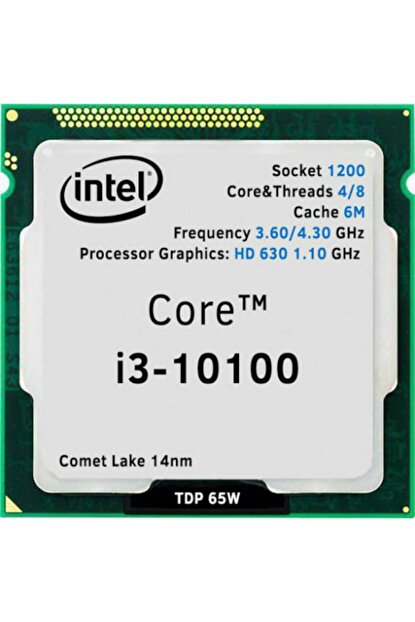 intel
Socket 1200
Core&Threads 4/8
Cache 6M
Frequency 3.60/4.30 GHz
Processor Graphics: HD 630 1.10 GHz
Core™
i3-10100
Comet Lake 14nm
TDP 65W